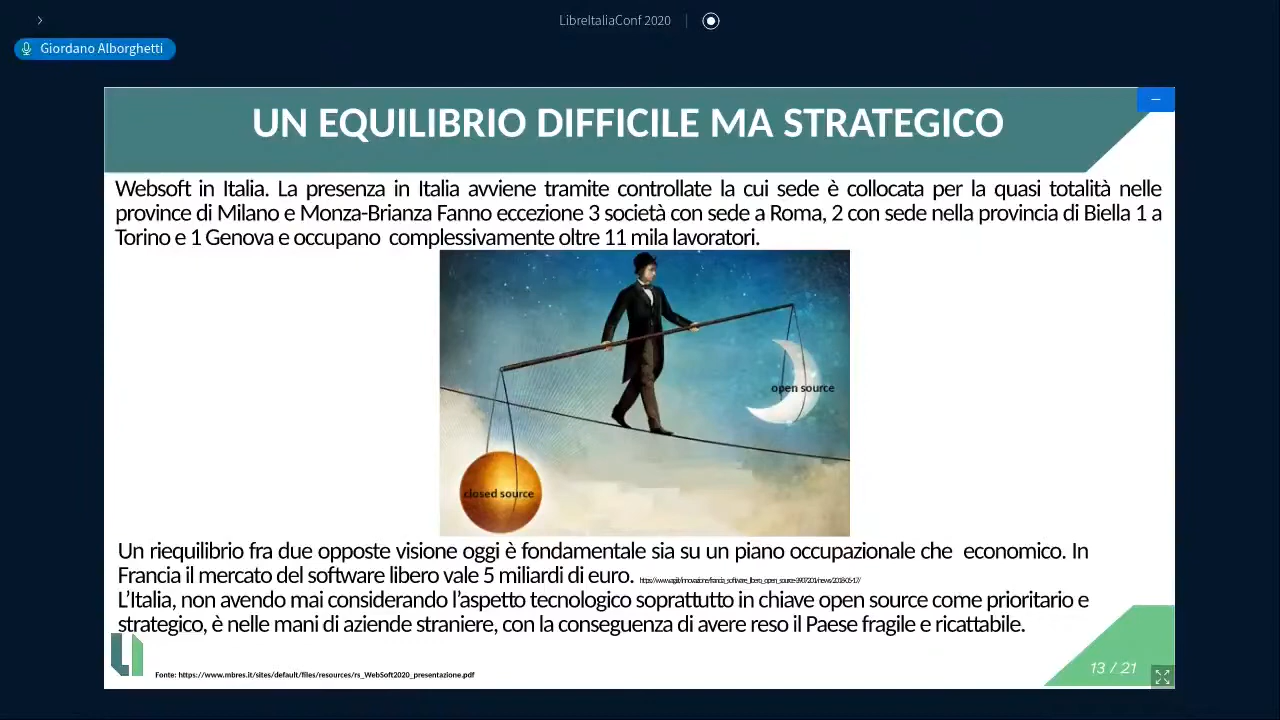 LibreItaliaConf 2020
Giordano Alborghetti
UN EQUILIBRIO DIFFICILE MA STRATEGICO
Websoft in Italia. La presenza in Italia avviene tramite controllate la cui sede è collocata per la quasi totalità nelle
province di Milano e Monza-Brianza Fanno eccezione 3 società con sede a Roma, 2 con sede nella provincia di Biella 1 a
Torino e 1 Genova e occupano complessivamente oltre 11 mila lavoratori.
open source
closed source
Un riequilibrio fra due opposte visione oggi è fondamentale sia su un piano occupazionale che economico. In
Francia il mercato del software libero vale 5 miliardi di euro.
L'Italia, non avendo mai considerando l'aspetto tecnologico soprattutto in chiave open source come prioritario e
strategico, è nelle mani di aziende straniere, con la conseguenza di avere reso il Paese fragile e ricattabile.
13 / 21
Fonte: https://www.mbres.it/sites/default/files/resources/rs_WebSoft2020_presentazione.pdf